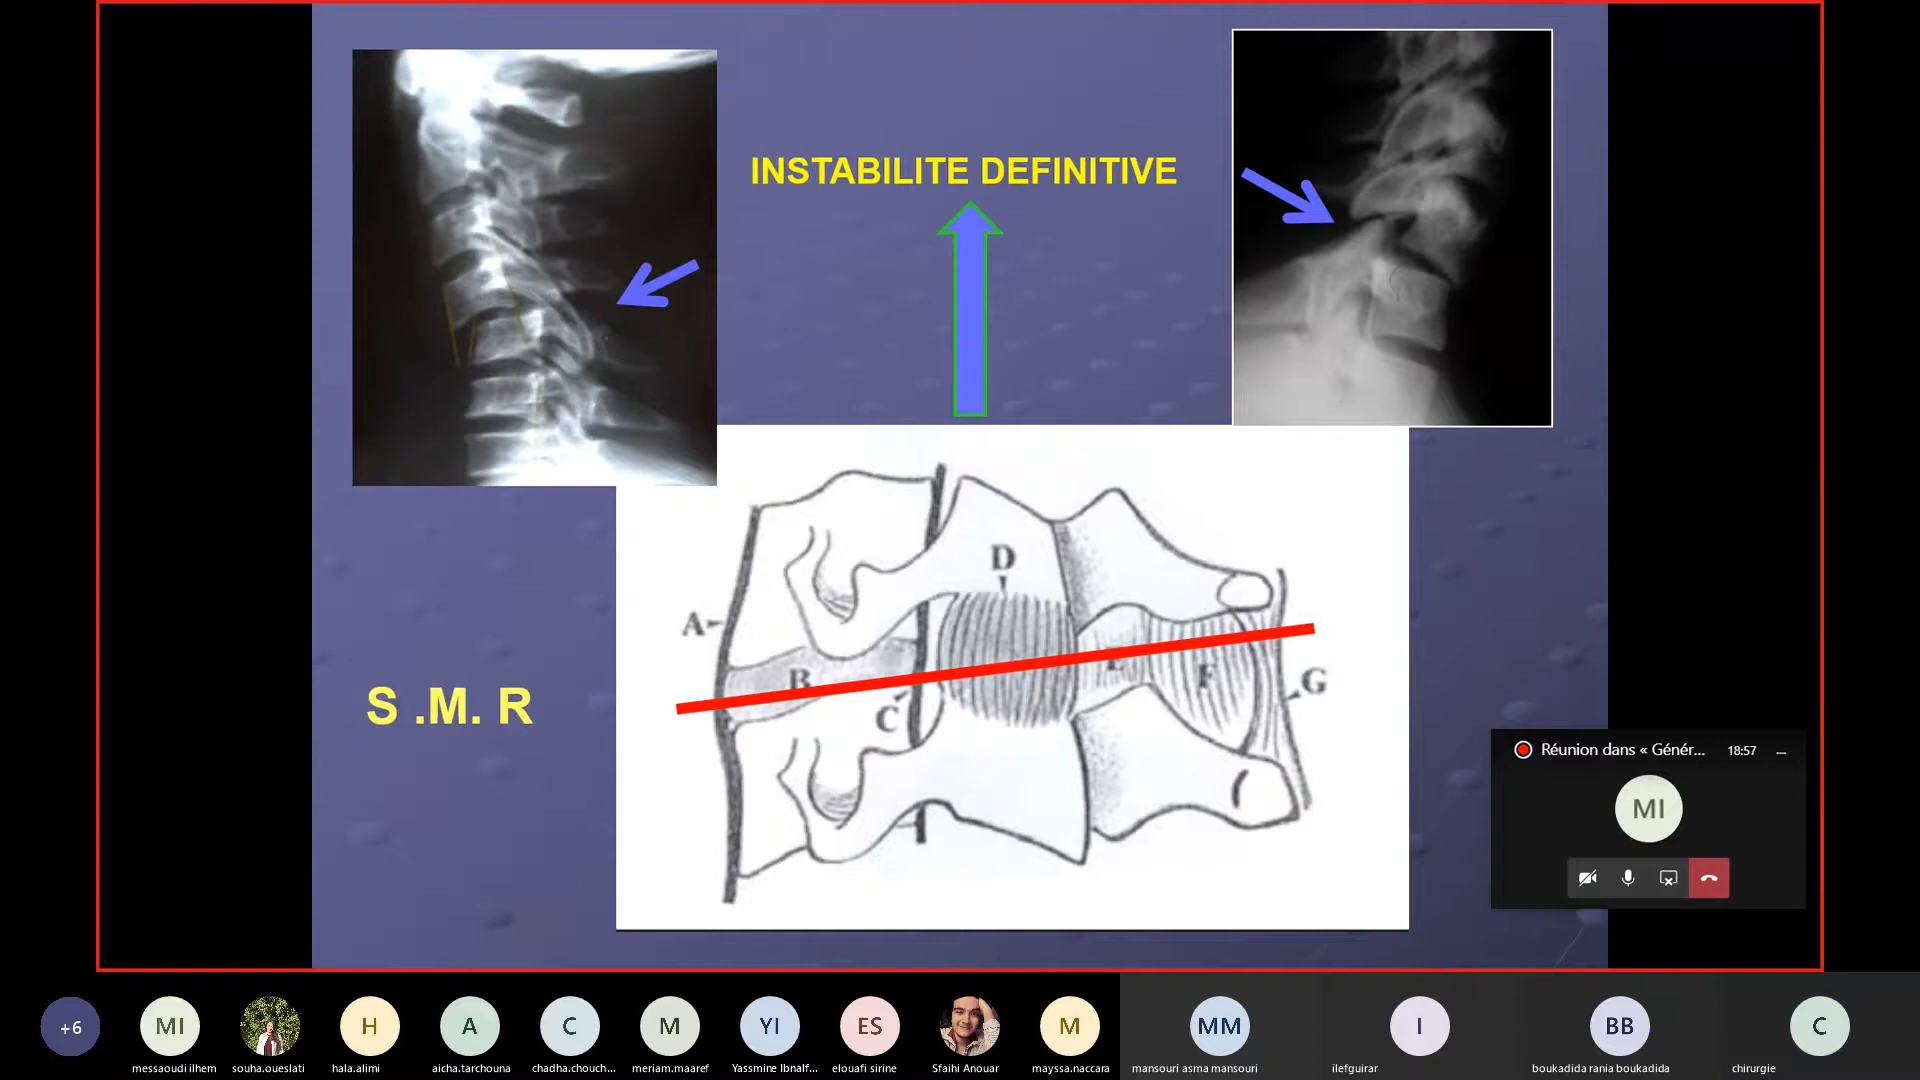 INSTABILITE DEFINITIVE
D
A
B
E
F
C
G
S .M. R
Réunion dans « Génér... 18:57
MI
+6
MI
H
A
C
M
YI
ES
M
MM
I
BB
C
messaoudi ilhem
souha.oueslati
hala.alimi
aicha.tarchouna
chadha.chouch...
meriem.maaref
Yassmine Ibnalf...
elouafi sirine
Sfaihi Anouar
mayssa.naccara
mansouri asma mansouri
ilefguirar
boukadida rania boukadida
chirurgie